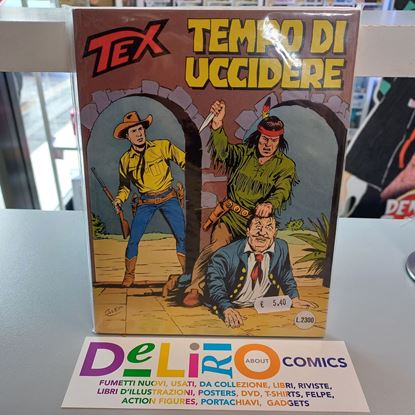 TEX
TEMPO DI
UCCIDERE
€ 5,40
L.2300
DeLiRiO ABOUT COMICS
FUMETTI NUOVI, USATI, DA COLLEZIONE, LIBRI, RIVISTE,
LIBRI D'ILLUSTRAZIONI, POSTERS, DVD, T-SHIRTS, FELPE,
ACTION FIGURES, PORTACHIAVI, GADGETS